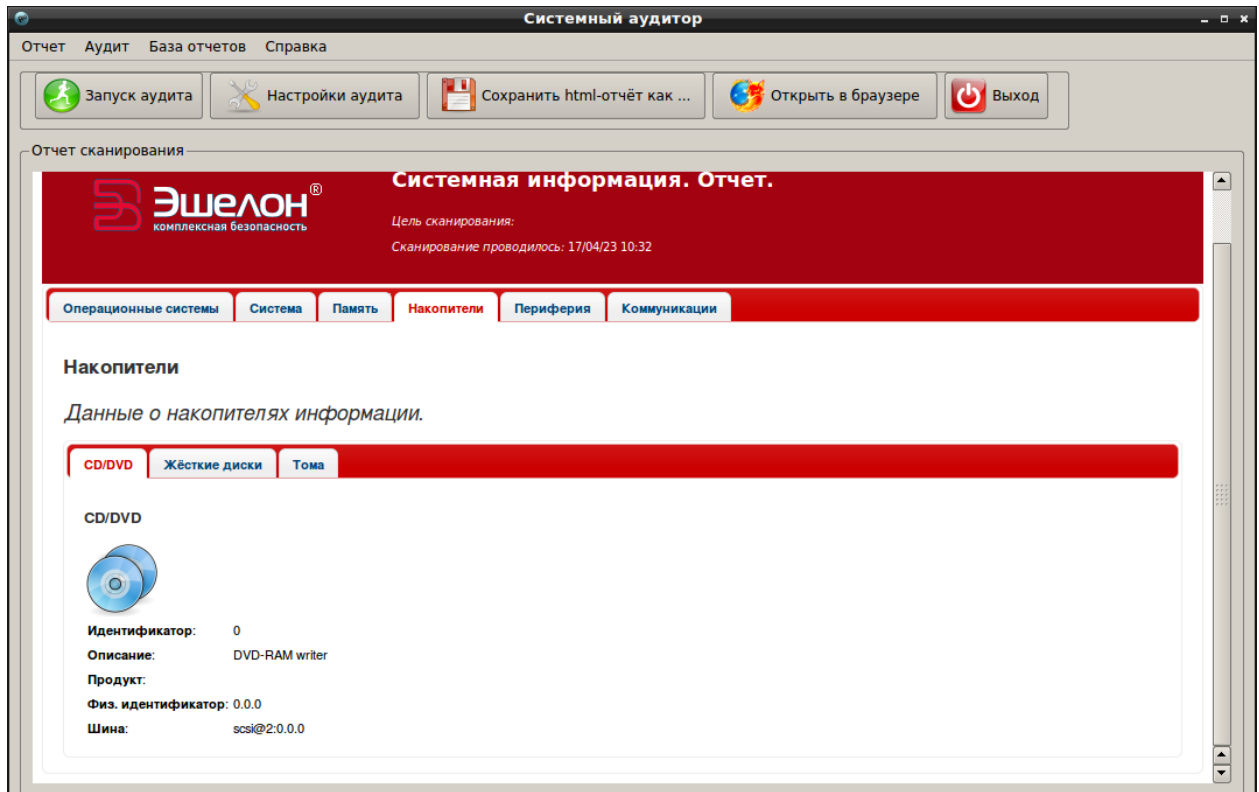 Системный аудитор
Отчет Аудит База отчетов Справка
Запуск аудита Настройки аудита Сохранить html-отчёт как ... Открыть в браузере Выход
Отчет сканирования
Эшелон®
комплексная безопасность
Системная информация. Отчет.
Цель сканирования:
Сканирование проводилось: 17/04/23 10:32
Операционные системы Система Память Накопители Периферия Коммуникации
Накопители
Данные о накопителях информации.
CD/DVD Жёсткие диски Тома
CD/DVD
Идентификатор: 0
Описание: DVD-RAM writer
Продукт:
Физ. идентификатор: 0.0.0
Шина: scsi@2:0.0.0